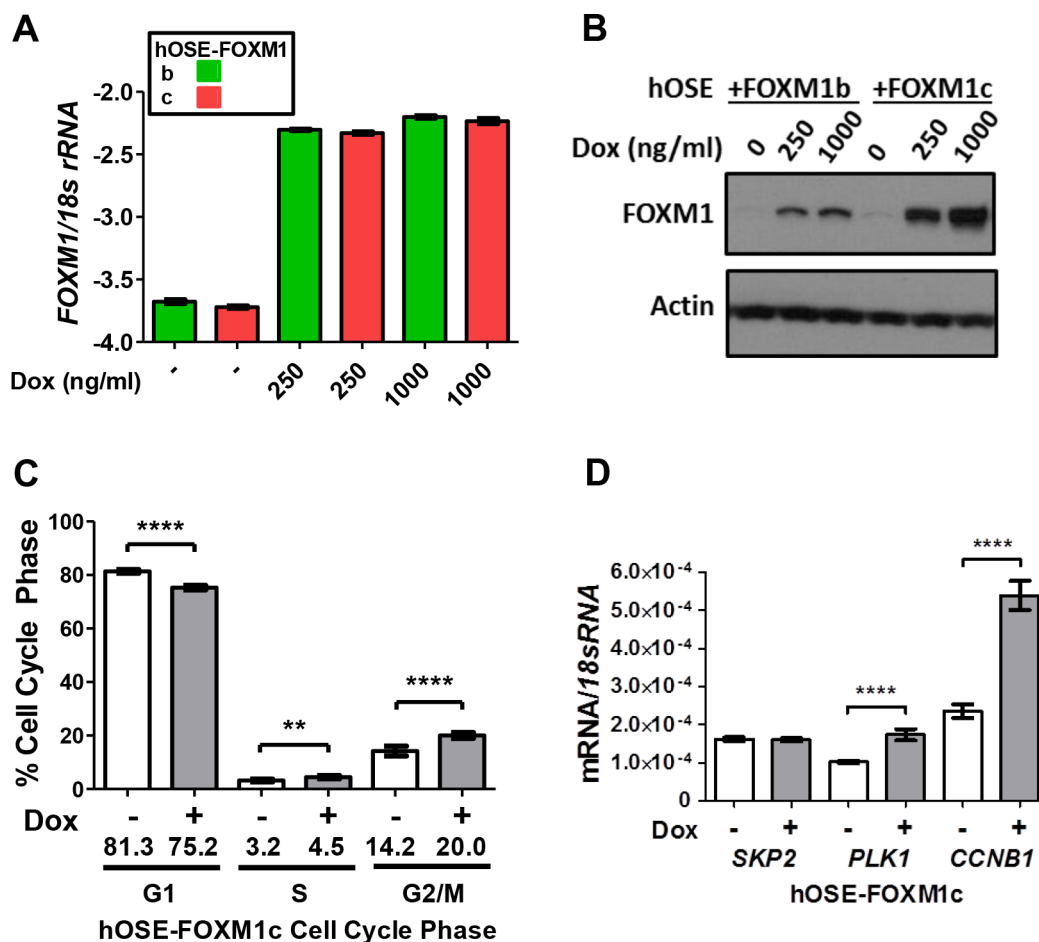 A
hOSE-FOXM1
b
c
FOXM1/18s rRNA
-2.0
-2.5
-3.0
-3.5
-4.0
Dox (ng/ml) - - 250 250 1000 1000
B
hOSE +FOXM1b +FOXM1c
Dox (ng/ml) 0 250 1000 0 250 1000
FOXM1
Actin
C
% Cell Cycle Phase
100
80
60
40
20
0
**** ** ****
Dox - + - + - +
81.3 75.2 3.2 4.5 14.2 20.0
G1 S G2/M
hOSE-FOXM1c Cell Cycle Phase
D
mRNA/18sRNA
6.0×10-4
5.0×10-4
4.0×10-4
3.0×10-4
2.0×10-4
1.0×10-4
0
**** ****
Dox - + - + - +
SKP2 PLK1 CCNB1
hOSE-FOXM1c